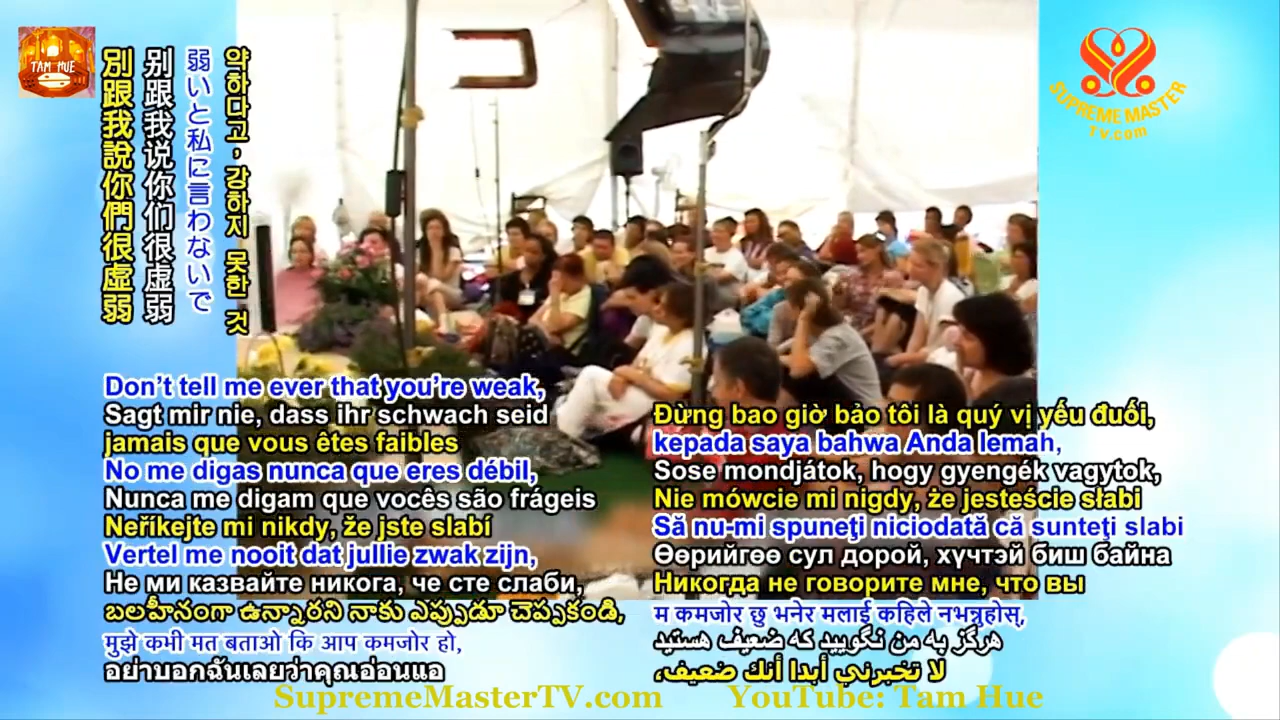 TAM HUE
SUPREME MASTER
TV.com
別跟我說你們很虛弱
别跟我说你们很虚弱
弱いと私に言わないで
약하다고, 강하지 못한 것
Don't tell me ever that you're weak,
Sagt mir nie, dass ihr schwach seid
jamais que vous êtes faibles
No me digas nunca que eres débil,
Nunca me digam que vocês são frágeis
Neříkejte mi nikdy, že jste slabí
Vertel me nooit dat jullie zwak zijn,
Не ми казвайте никога, че сте слаби,
బలహీనంగా ఉన్నారని నాకు ఎప్పుడూ చెప్పకండి,
मुझे कभी मत बताओ कि आप कमजोर हो,
อย่าบอกฉันเลยว่าคุณอ่อนแอ
Đừng bao giờ bảo tôi là quý vị yếu đuối,
kepada saya bahwa Anda lemah,
Sose mondjátok, hogy gyengék vagytok,
Nie mówcie mi nigdy, że jesteście słabi
Să nu-mi spuneţi niciodată că sunteţi slabi
Өөрийгөө сул дорой, хүчтэй биш байна
Никогда не говорите мне, что вы
म कमजोर छु भनेर मलाई कहिले नभन्नुहोस्,
هرگز به من نگویید که ضعیف هستید
لا تخبرني أبدا أنك ضعيف،
SupremeMasterTV.com
YouTube: Tam Hue